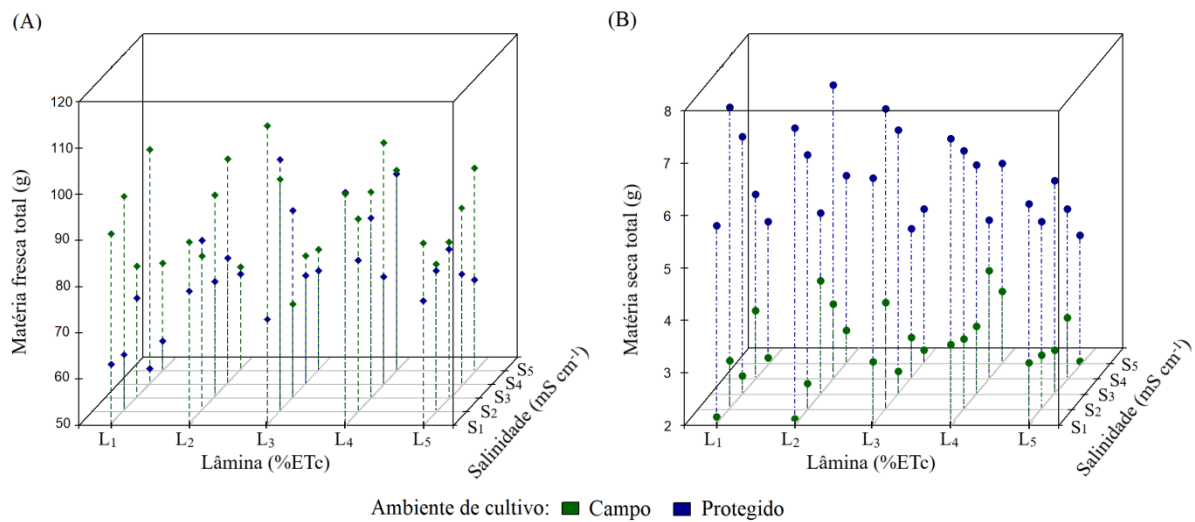 (A)
Matéria fresca total (g)
120
110
100
90
80
70
60
50
L1
L2
L3
L4
L5
Lâmina (%ETc)
S1
S2
S3
S4
S5
Salinidade (mS cm⁻¹)
(B)
Matéria seca total (g)
8
7
6
5
4
3
2
L1
L2
L3
L4
L5
Lâmina (%ETc)
S1
S2
S3
S4
S5
Salinidade (mS cm⁻¹)
Ambiente de cultivo: Campo Protegido